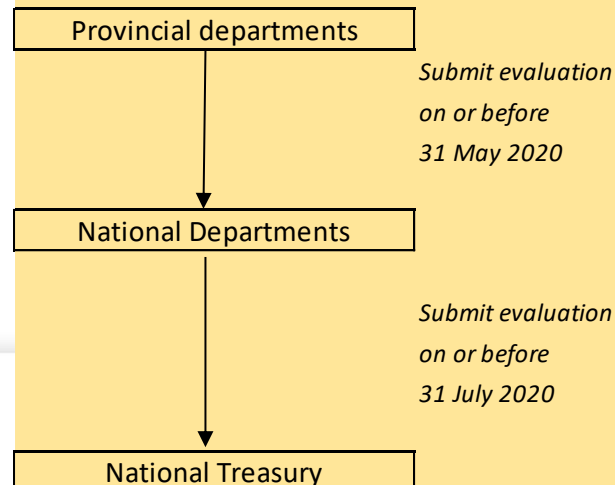 Provincial departments
Submit evaluation
on or before
31 May 2020
National Departments
Submit evaluation
on or before
31 July 2020
National Treasury